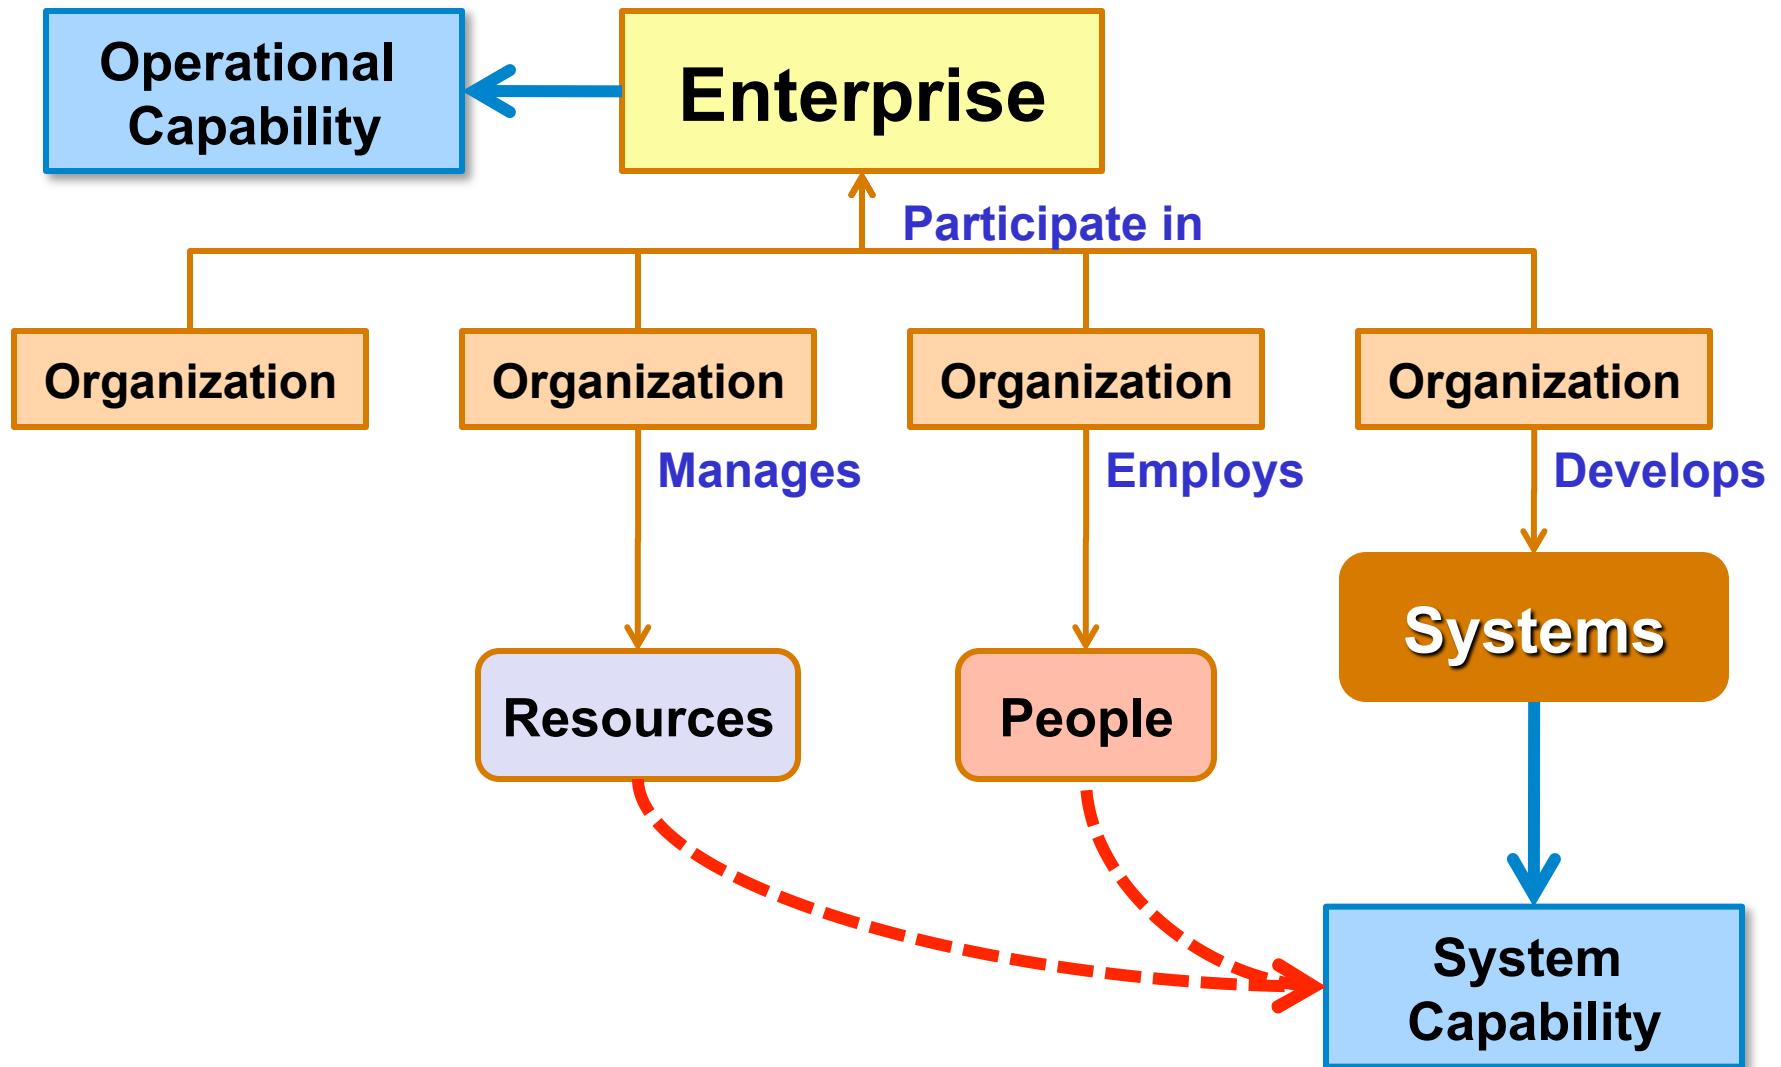 Operational
Capability
Enterprise
Participate in
Organization
Organization
Organization
Organization
Manages
Employs
Develops
Systems
Resources
People
System
Capability